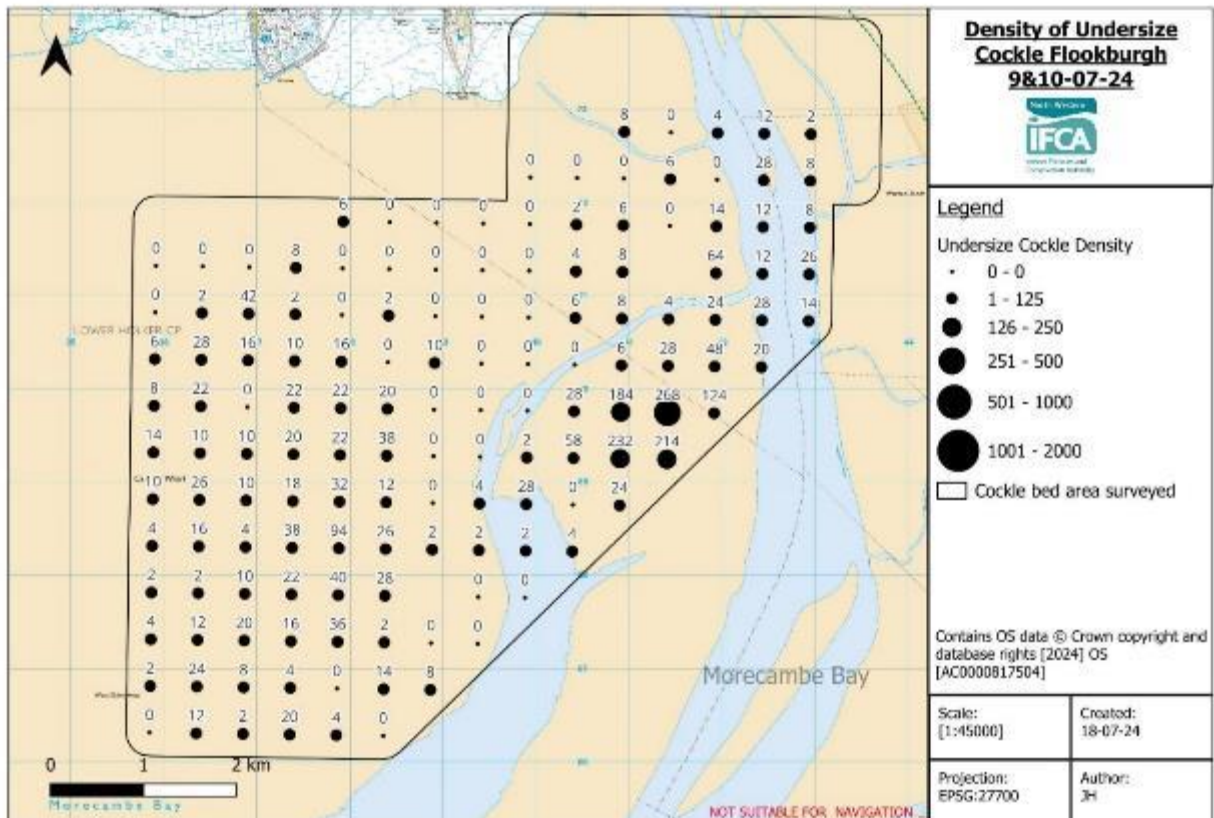 8 0 4 12 2
0 0 0 6 0 28 8
6 0 0 0 0 2 6 0 14 12 8
0 0 0 8 0 0 0 0 0 4 8 64 12 26
0 2 42 2 0 2 0 0 0 6 8 4 24 28 14
LOWER HOLKER CP
6 28 16 10 16 0 10 0 0 0 6 28 48 20
8 22 0 22 22 20 0 0 0 28 184 268 124
14 10 10 20 22 38 0 0 2 58 232 214
10 26 10 18 32 12 0 4 28 0 24
4 16 4 38 94 26 2 2 2 4
2 2 10 22 40 28 0 0
4 12 20 16 36 2 0 0
2 24 8 4 0 14 8
0 12 2 20 4 0
Morecambe Bay
0 1 2 km
Morecambe Bay
NOT SUITABLE FOR NAVIGATION
Density of Undersize
Cockle Flookburgh
9&10-07-24
North Western
IFCA
Legend
Undersize Cockle Density
0 - 0
1 - 125
126 - 250
251 - 500
501 - 1000
1001 - 2000
Cockle bed area surveyed
Contains OS data © Crown copyright and
database rights [2024] OS
[AC0000817504]
Scale:
[1:45000]
Created:
18-07-24
Projection:
EPSG:27700
Author:
JH